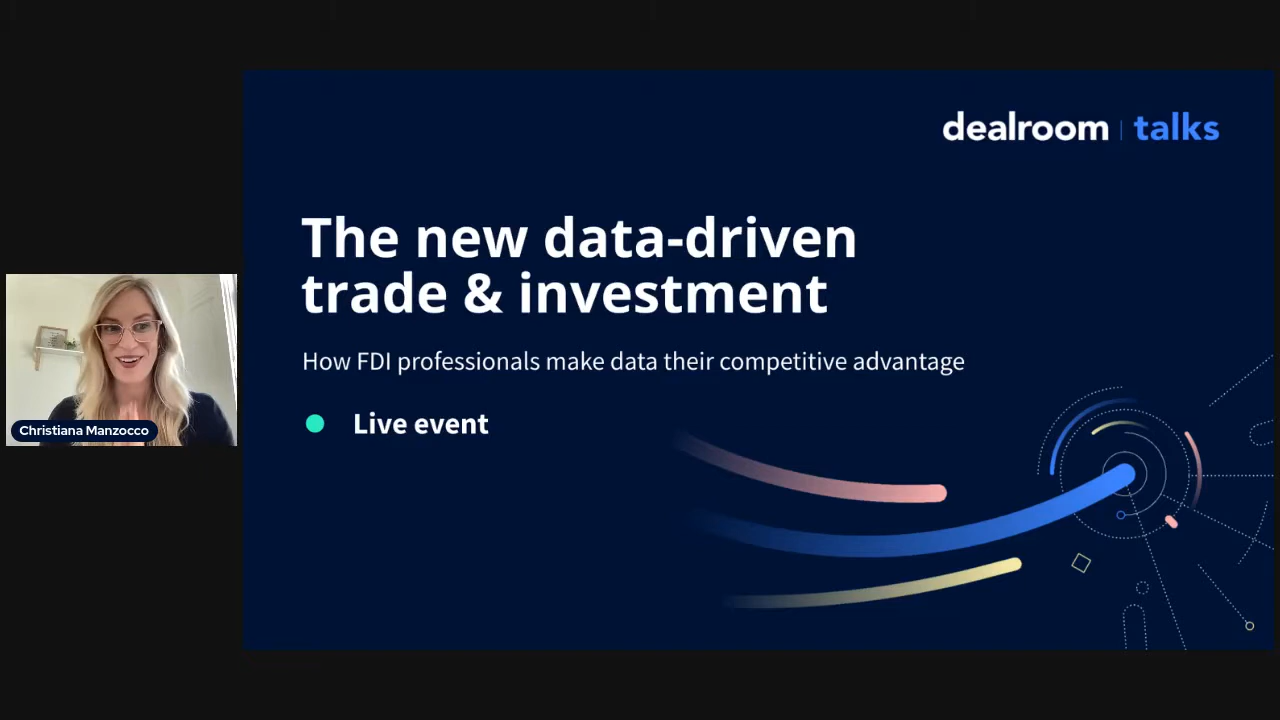 dealroom | talks
The new data-driven
trade & investment
How FDI professionals make data their competitive advantage
Live event
Christiana Manzocco